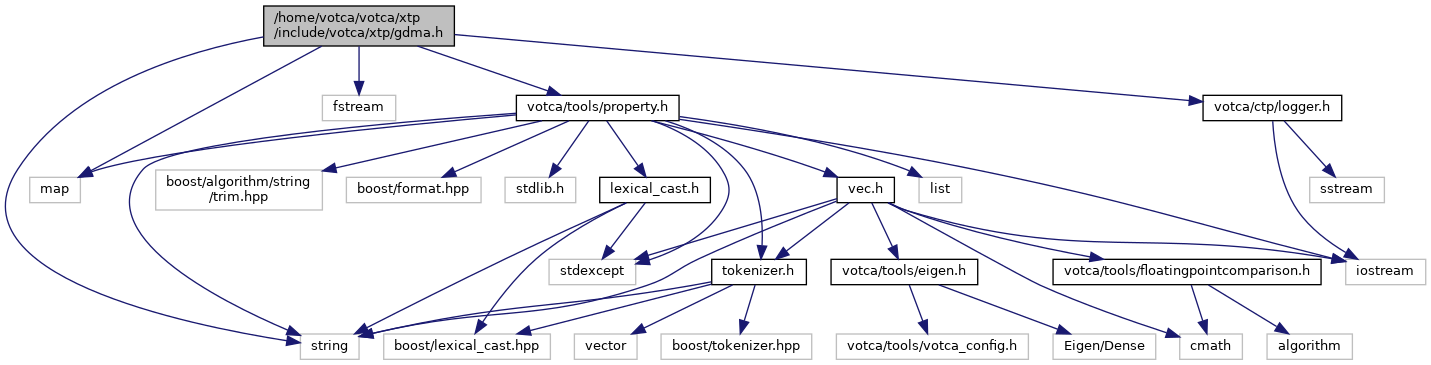 /home/votca/votca/xtp
/include/votca/xtp/gdma.h
fstream
votca/tools/property.h
votca/ctp/logger.h
map
boost/algorithm/string
/trim.hpp
boost/format.hpp
stdlib.h
lexical_cast.h
vec.h
list
sstream
stdexcept
tokenizer.h
votca/tools/eigen.h
votca/tools/floatingpointcomparison.h
iostream
string
boost/lexical_cast.hpp
vector
boost/tokenizer.hpp
votca/tools/votca_config.h
Eigen/Dense
cmath
algorithm